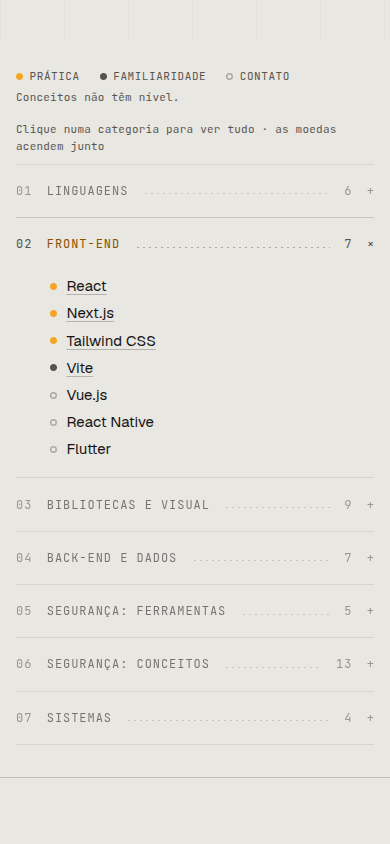 PRÁTICA FAMILIARIDADE CONTATO
Conceitos não têm nível.
Clique numa categoria para ver tudo · as moedas
acendem junto
01 LINGUAGENS 6 +
02 FRONT-END 7 ×
React
Next.js
Tailwind CSS
Vite
Vue.js
React Native
Flutter
03 BIBLIOTECAS E VISUAL 9 +
04 BACK-END E DADOS 7 +
05 SEGURANÇA: FERRAMENTAS 5 +
06 SEGURANÇA: CONCEITOS 13 +
07 SISTEMAS 4 +